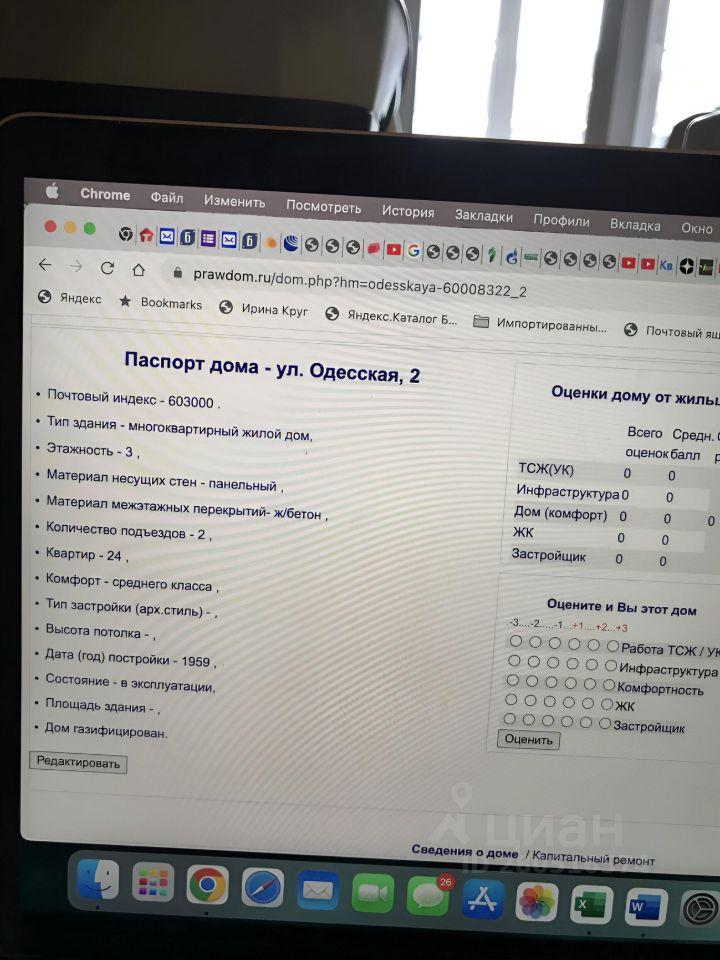 Chrome Файл Изменить Посмотреть История Закладки Профили Вкладка Окно
prawdom.ru/dom.php?hm=odesskaya-60008322_2
Яндекс Bookmarks Ирина Круг Яндекс.Каталог Б... Импортированны... Почтовый ящ
Паспорт дома - ул. Одесская, 2
• Почтовый индекс - 603000 .
• Тип здания - многоквартирный жилой дом,
• Этажность - 3 ,
• Материал несущих стен - панельный ,
• Материал межэтажных перекрытий- ж/бетон ,
• Количество подъездов - 2 ,
• Квартир - 24 ,
• Комфорт - среднего класса ,
• Тип застройки (арх.стиль) - ,
• Высота потолка - ,
• Дата (год) постройки - 1959 ,
• Состояние - в эксплуатации,
• Площадь здания - ,
• Дом газифицирован.
Редактировать
Оценки дому от жильц
Всего Средн.
оценок балл
ТСЖ(УК) 0 0
Инфраструктура 0 0
Дом (комфорт) 0 0 0
ЖК 0 0
Застройщик 0 0
Оцените и Вы этот дом
.-3....-2.....-1...+1....+2...+3
Работа ТСЖ / УК
Инфраструктура
Комфортность
ЖК
Застройщик
Оценить
циан
Сведения о доме / Капитальный ремонт
26